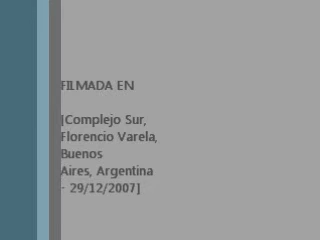 FILMADA EN
[Complejo Sur,
Florencio Varela,
Buenos
Aires, Argentina
- 29/12/2007]